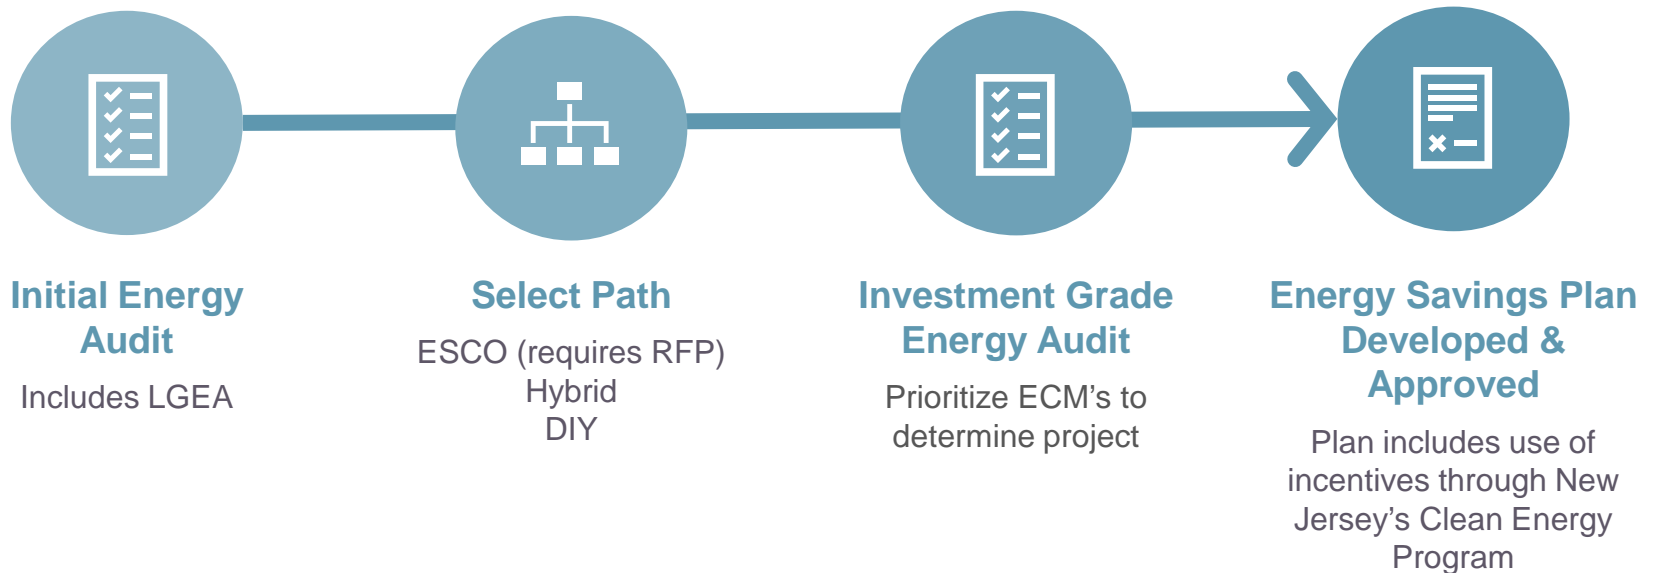 Initial Energy
Audit
Includes LGEA
Select Path
ESCO (requires RFP)
Hybrid
DIY
Investment Grade
Energy Audit
Prioritize ECM's to
determine project
Energy Savings Plan
Developed &
Approved
Plan includes use of
incentives through New
Jersey's Clean Energy
Program